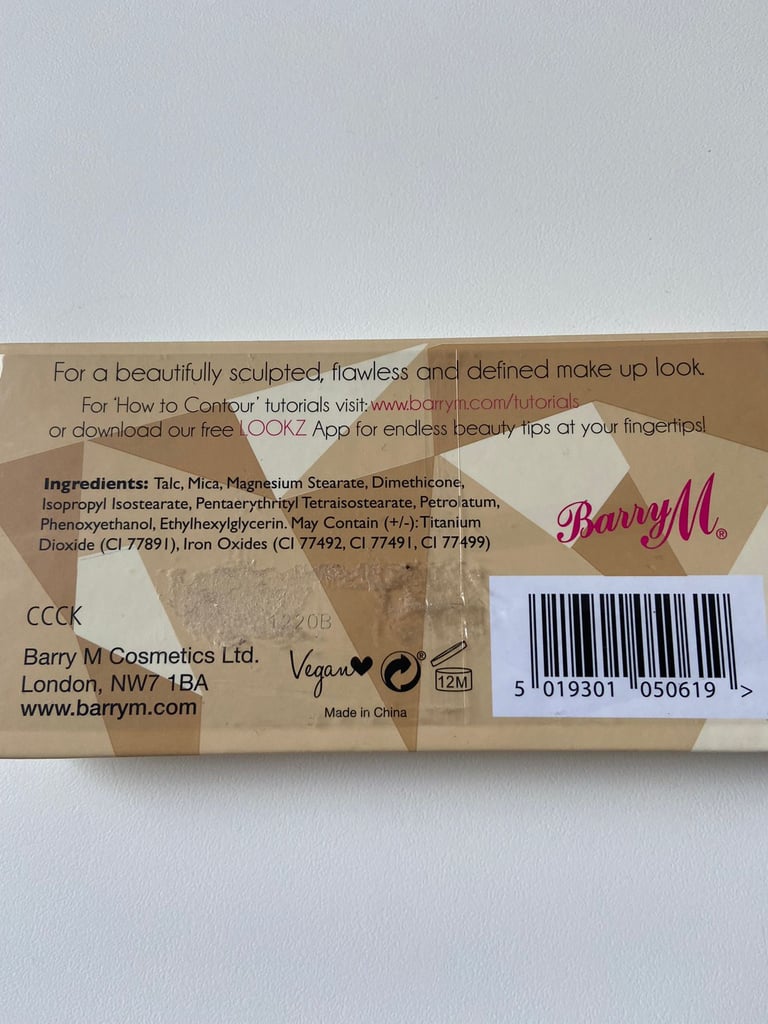 For a beautifully sculpted, flawless and defined make up look.
For 'How to Contour' tutorials visit: www.barrym.com/tutorials
or download our free LOOKZ App for endless beauty tips at your fingertips!
Ingredients: Talc, Mica, Magnesium Stearate, Dimethicone,
Isopropyl Isostearate, Pentaerythrityl Tetraisostearate, Petrolatum,
Phenoxyethanol, Ethylhexylglycerin. May Contain (+/-): Titanium
Dioxide (CI 77891), Iron Oxides (CI 77492, CI 77491, CI 77499)
Barry M®
1220B
CCCK
Barry M Cosmetics Ltd.
London, NW7 1BA
www.barrym.com
Vegan
®
12M
Made in China
5 019301 050619 >